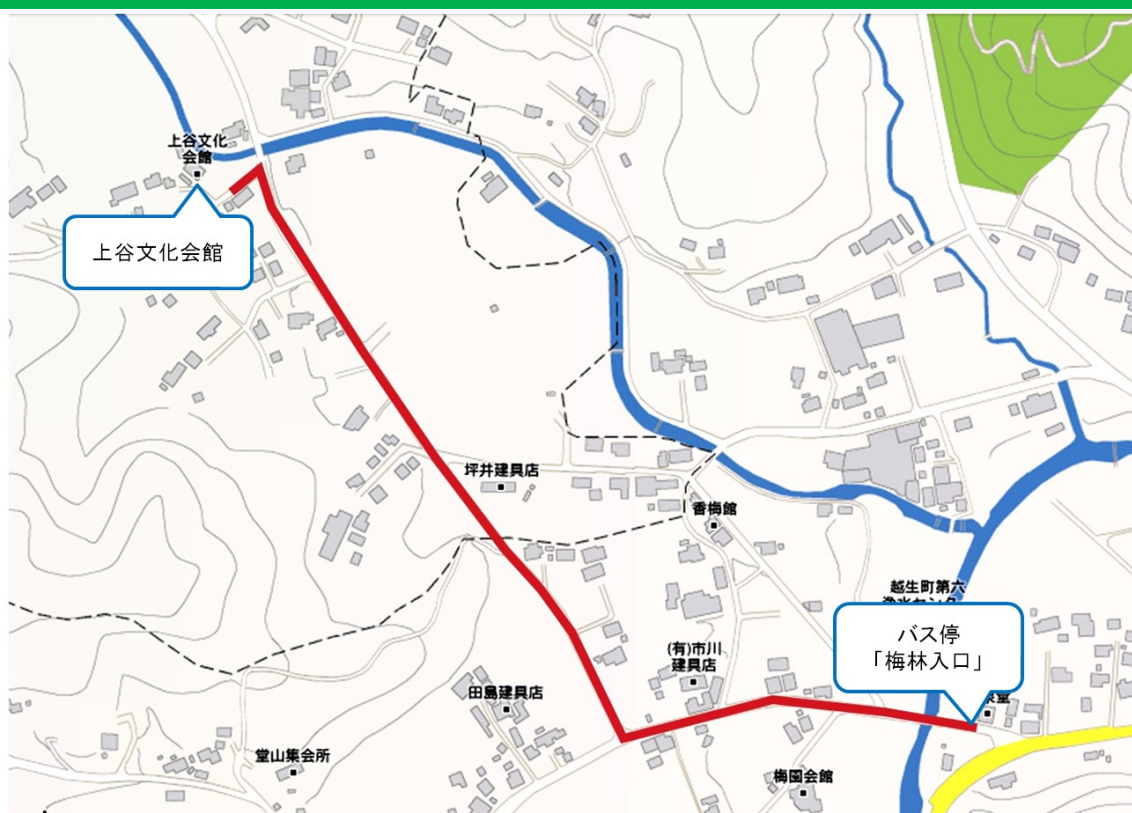 上谷文化
会館
上谷文化会館
坪井建具店
香梅館
越生町第六
バス停
「梅林入口」
(有)市川
建具店
田島建具店
堂山集会所
梅園会館